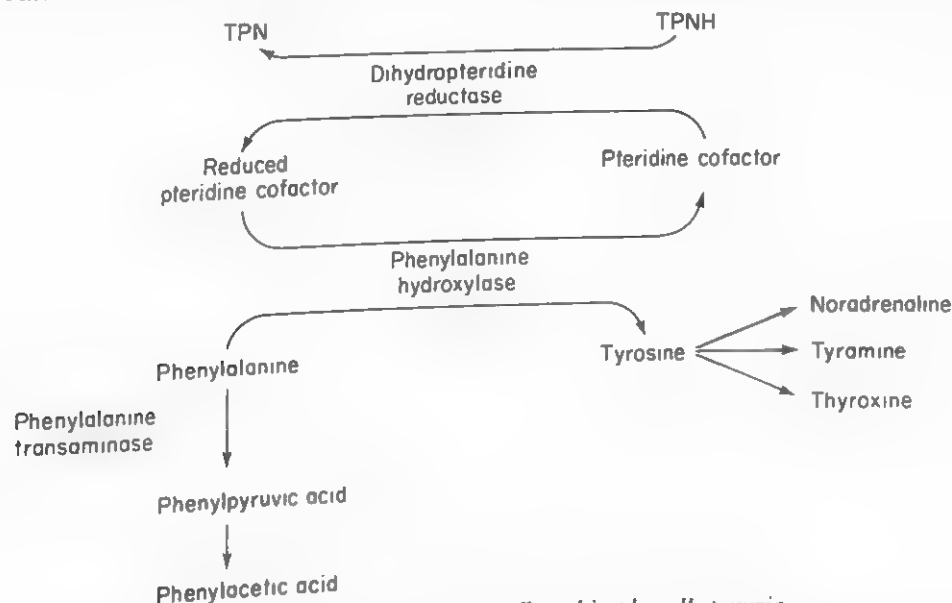 TPN
TPNH
Dihydropteridine
reductase
Reduced
pteridine cofactor
Pteridine cofactor
Phenylalanine
hydroxylase
Noradrenaline
Phenylalanine
Tyrosine
Tyramine
Thyroxine
Phenylalanine
transaminase
Phenylpyruvic acid
Phenylacetic acid